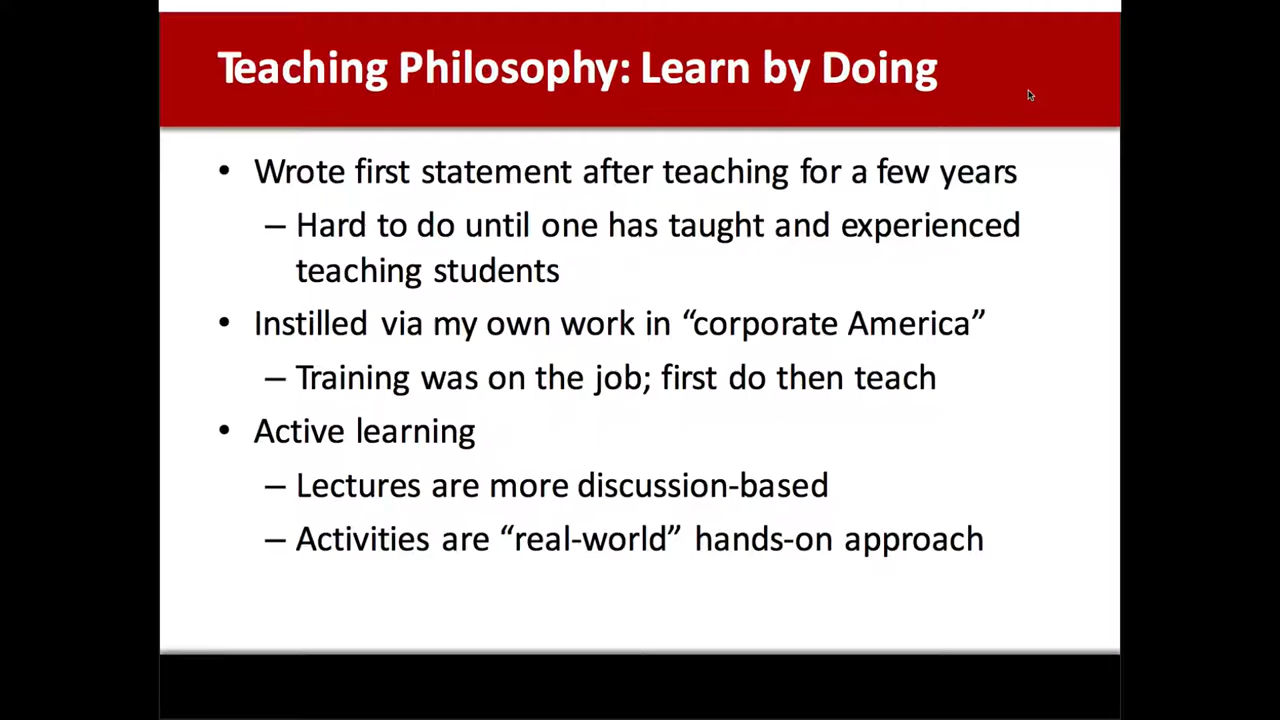 Teaching Philosophy: Learn by Doing
• Wrote first statement after teaching for a few years
– Hard to do until one has taught and experienced
teaching students
• Instilled via my own work in “corporate America”
– Training was on the job; first do then teach
• Active learning
– Lectures are more discussion-based
– Activities are “real-world” hands-on approach